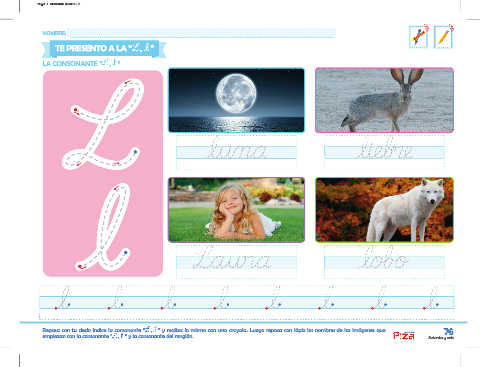 NOMBRE:
TE PRESENTO A LA "L, l"
LA CONSONANTE "L, l"
L
l
luna
liebre
Laura
lobo
l l l l l l l l
Repasa con tu dedo índice la consonante "L, l" y realiza lo mismo con una crayola. Luego repasa con lápiz los nombres de las imágenes que
empiezan con la consonante "L, l" y la consonante del renglón.
76